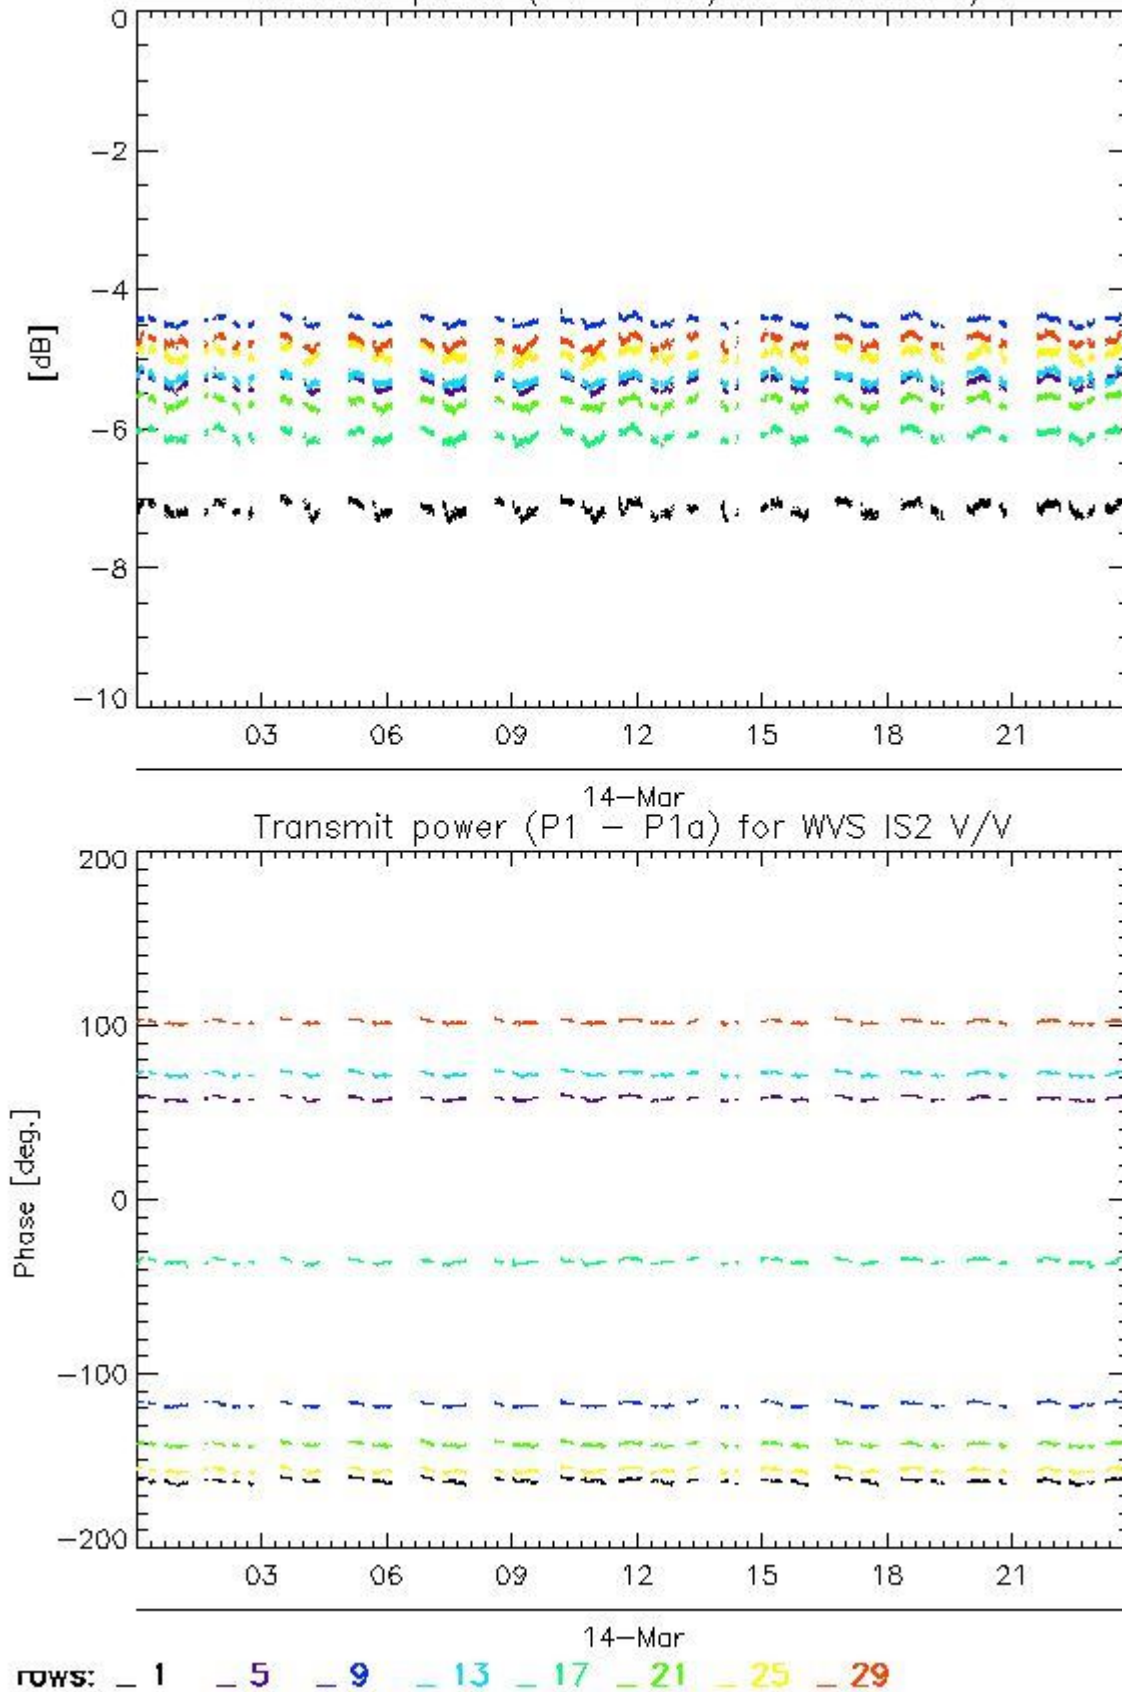 0
−2
−4
[dB]
−6
−8
−10
03 06 09 12 15 18 21
14−Mar
Transmit power (P1 − P1a) for WVS IS2 V/V
200
100
Phase [deg.]
0
−100
−200
03 06 09 12 15 18 21
14−Mar
rows: _ 1 _ 5 _ 9 _ 13 _ 17 _ 21 _ 25 _ 29